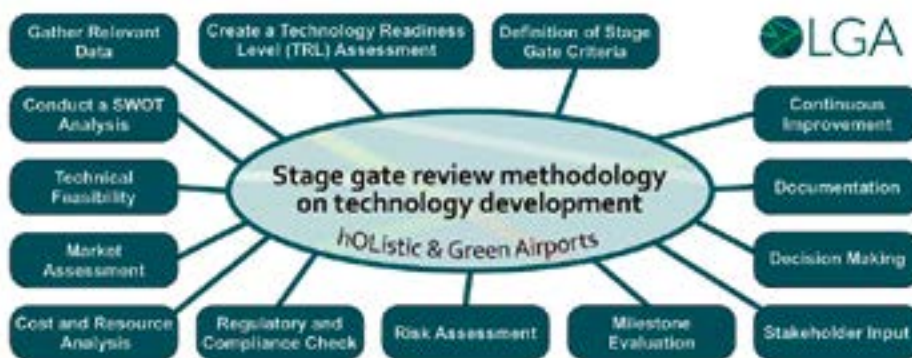 Gather Relevant
Data
Create a Technology Readiness
Level (TRL) Assessment
Definition of Stage
Gate Criteria
OLGA
Conduct a SWOT
Analysis
Continuous
Improvement
Technical
Feasibility
Stage gate review methodology
on technology development
hOListic & Green Airports
Documentation
Market
Assessment
Decision Making
Cost and Resource
Analysis
Regulatory and
Compliance Check
Risk Assessment
Milestone
Evaluation
Stakeholder Input